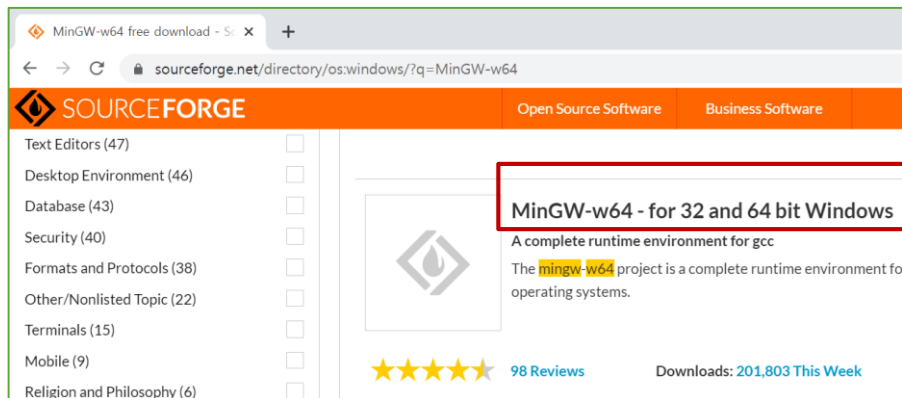 MinGW-w64 free download - So
sourceforge.net/directory/os:windows/?q=MinGW-w64
SOURCEFORGE
Open Source Software
Business Software
Text Editors (47)
Desktop Environment (46)
Database (43)
Security (40)
Formats and Protocols (38)
Other/Nonlisted Topic (22)
Terminals (15)
Mobile (9)
Religion and Philosophy (6)
MinGW-w64 - for 32 and 64 bit Windows
A complete runtime environment for gcc
The mingw-w64 project is a complete runtime environment fo
operating systems.
98 Reviews
Downloads: 201,803 This Week